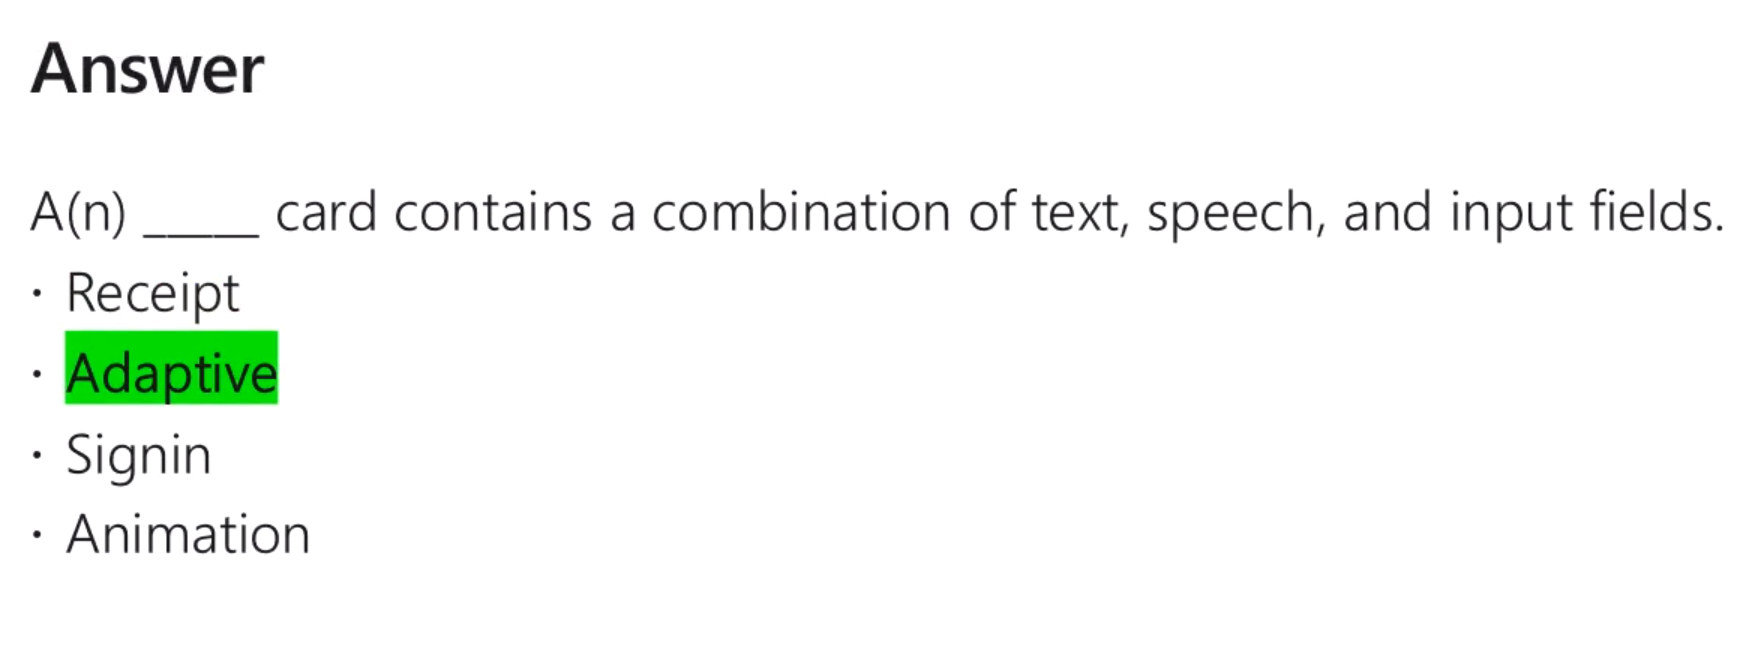 Answer
A(n) _____ card contains a combination of text, speech, and input fields.
· Receipt
· Adaptive
· Signin
· Animation